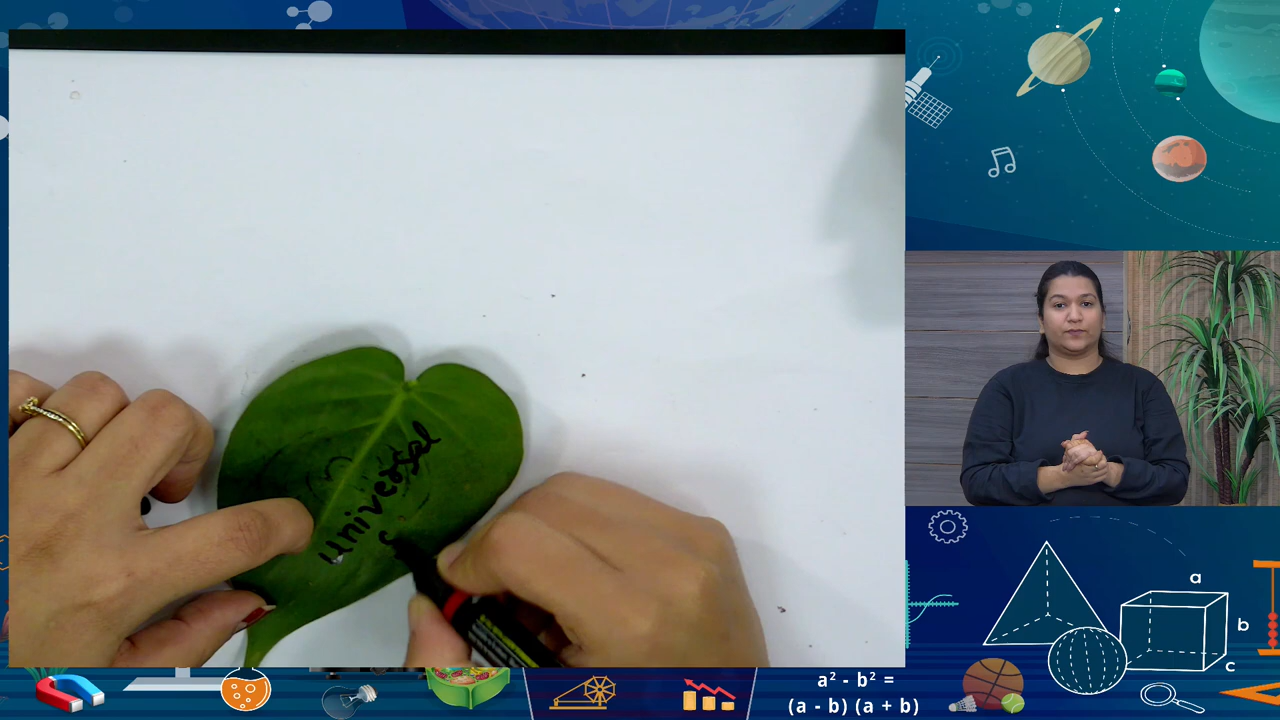 universal
a
b
c
a² - b² =
(a - b) (a + b)